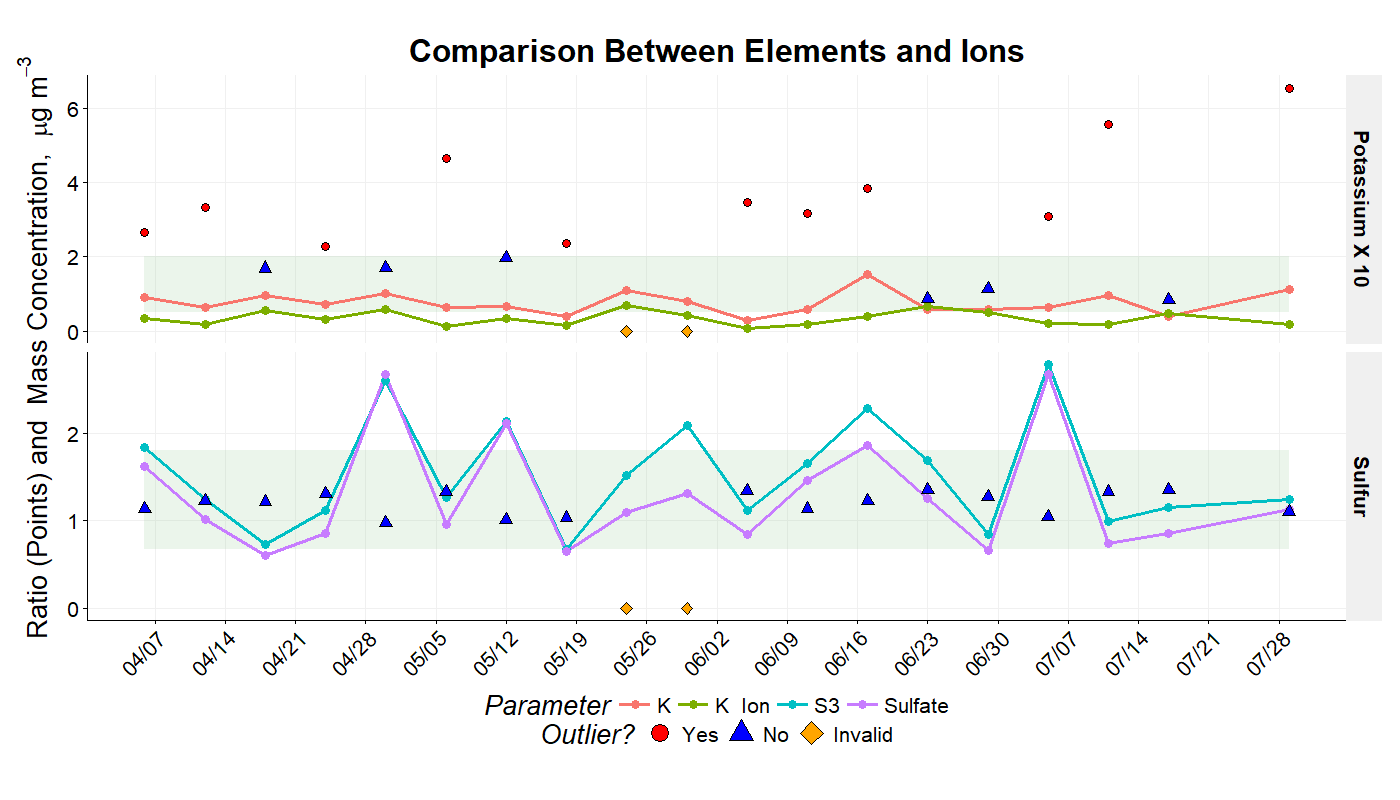 Comparison Between Elements and Ions
Ratio (Points) and Mass Concentration, μg m⁻³
6
4
2
0
Potassium X 10
2
1
0
Sulfur
04/07 04/14 04/21 04/28 05/05 05/12 05/19 05/26 06/02 06/09 06/16 06/23 06/30 07/07 07/14 07/21 07/28
Parameter K K Ion S3 Sulfate
Outlier? Yes No Invalid